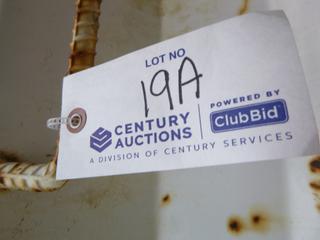 LOT NO
19A
CENTURY
AUCTIONS
POWERED BY
ClubBid
A DIVISION OF CENTURY SERVICES